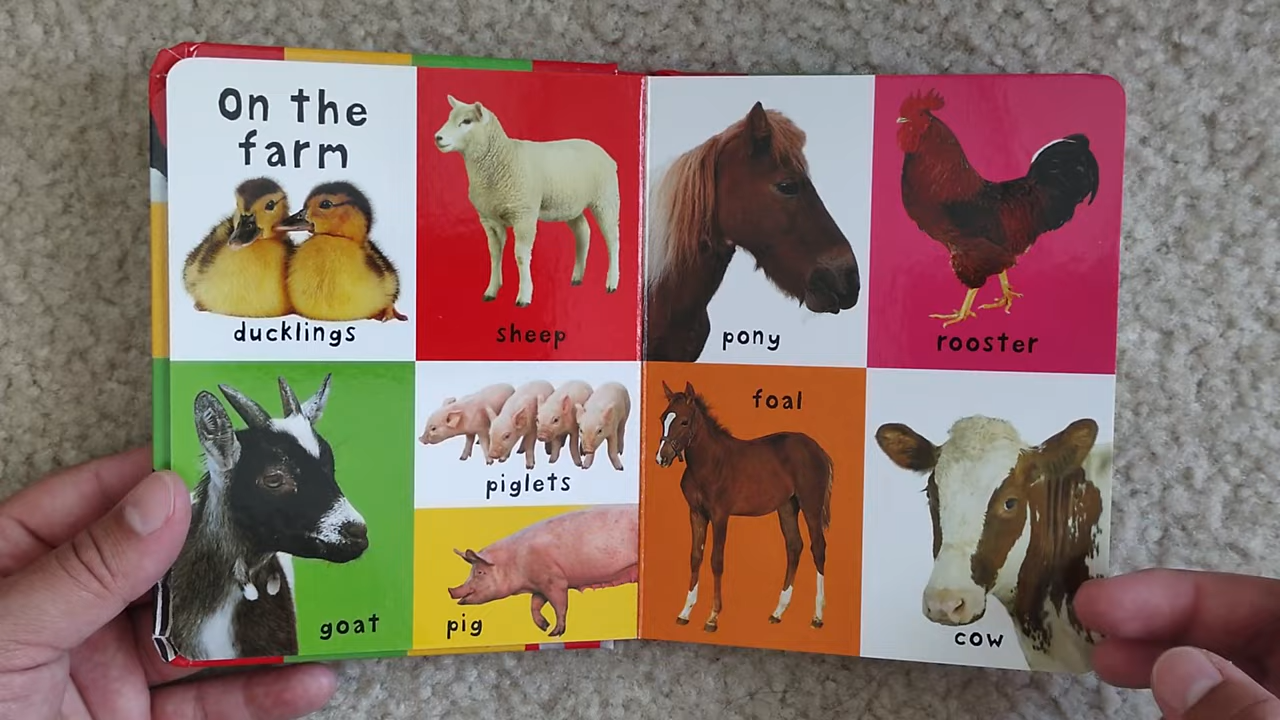 On the
farm
ducklings
sheep
goat
piglets
pig
pony
rooster
foal
cow